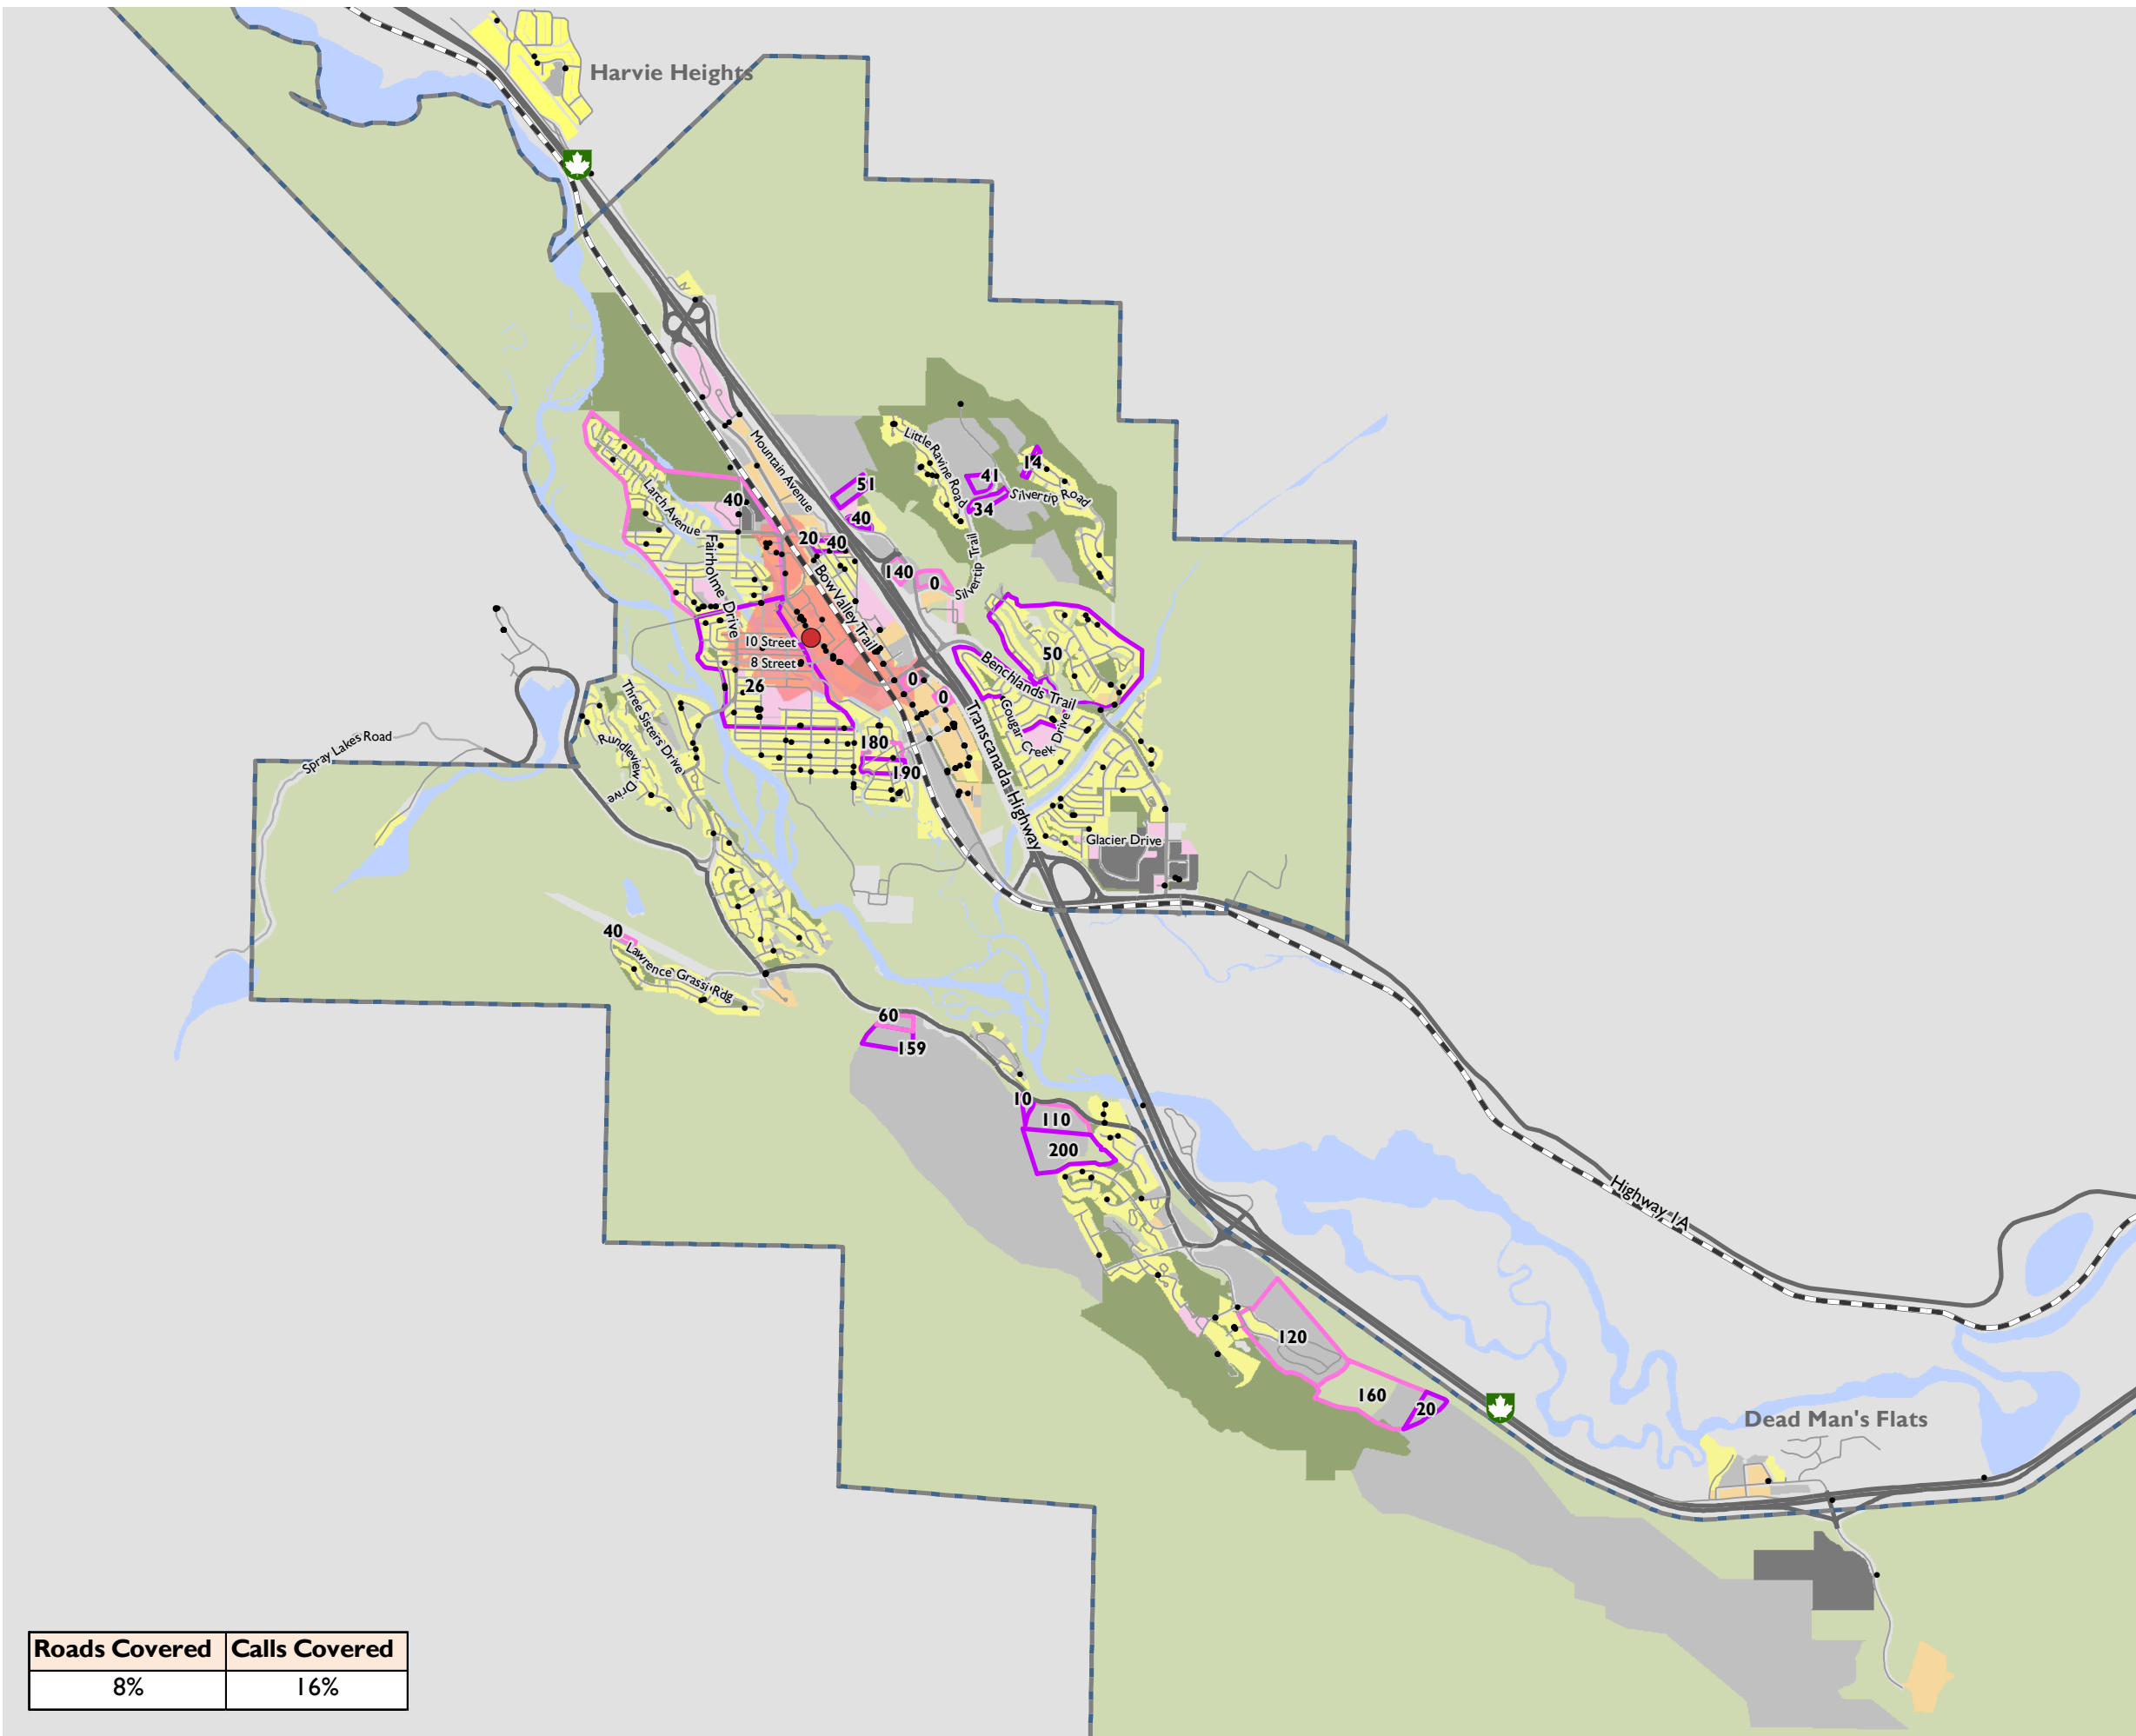 Harvie Heights
Mountain Avenue
Little Ravine Road
41
14
51
Silvertip Road
34
40
Larch Avenue
40
20
40
Fairholme Drive
Silvertip Trail
Bow Valley Trail
140
0
10 Street
50
8 Street
Benchlands Trail
26
0
0
Three Sisters Drive
Cougar Creek Drive
Transcanada Highway
Spray Lakes Road
Rundleview Drive
180
190
Glacier Drive
40
Lawrence Grassi Rdg
60
159
10
110
200
Highway 1A
120
160
20
Dead Man's Flats
Roads Covered Calls Covered
8% 16%